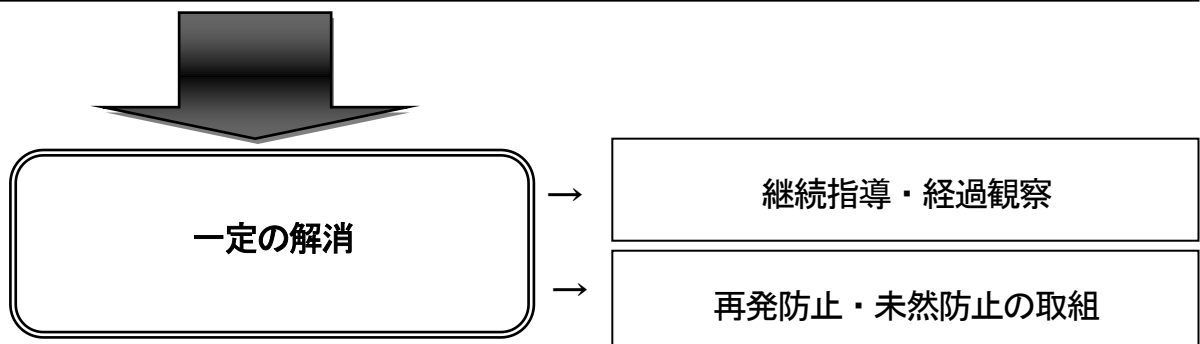 一定の解消
→
継続指導・経過観察
→
再発防止・未然防止の取組